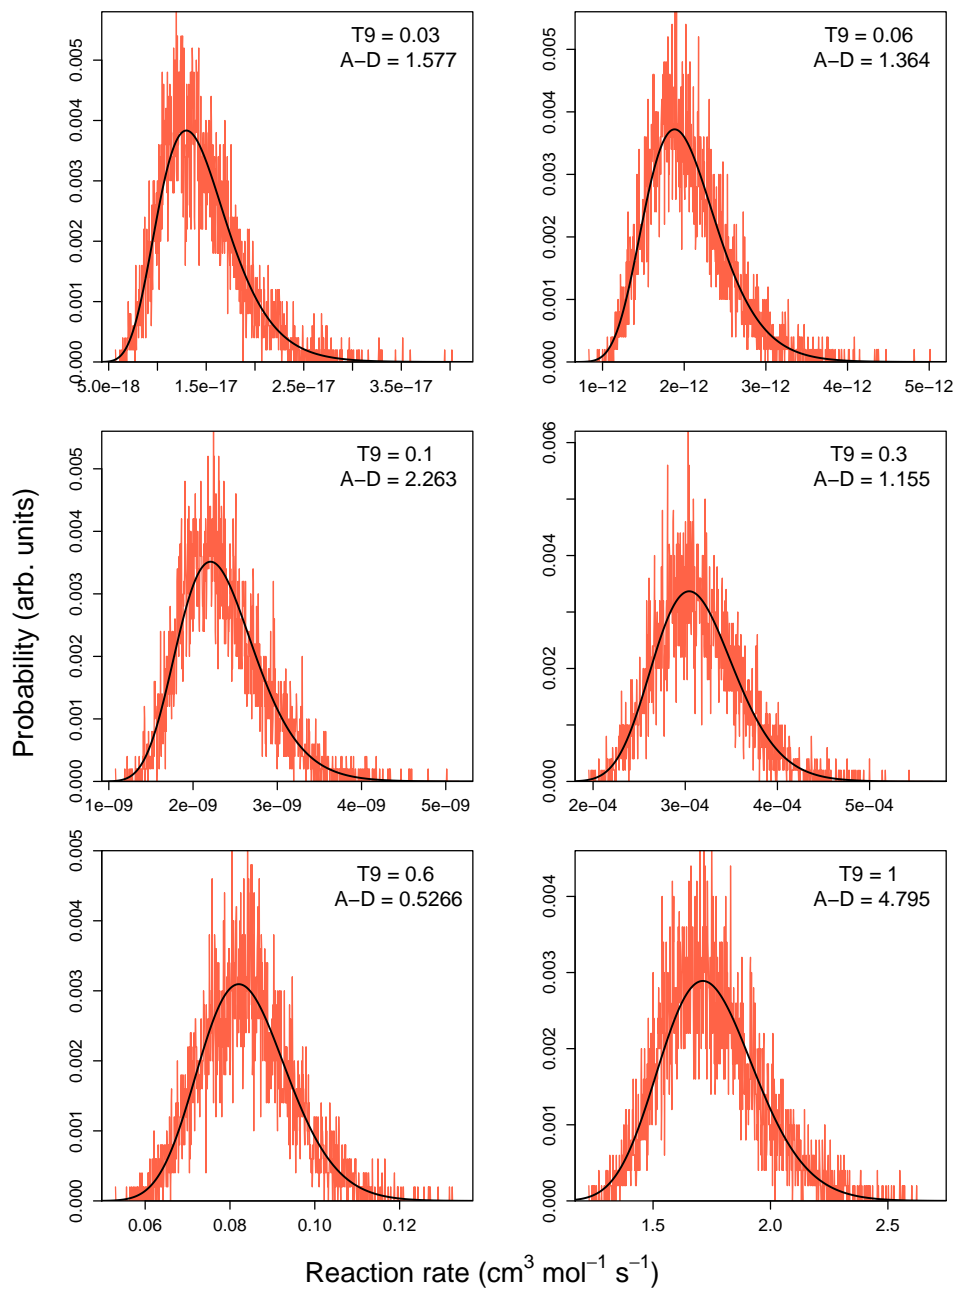 T9 = 0.03
A−D = 1.577
0.000
0.001
0.002
0.003
0.004
0.005
5.0e−18
1.5e−17
2.5e−17
3.5e−17
T9 = 0.06
A−D = 1.364
0.000
0.001
0.002
0.003
0.004
0.005
1e−12
2e−12
3e−12
4e−12
5e−12
Probability (arb. units)
T9 = 0.1
A−D = 2.263
0.000
0.001
0.002
0.003
0.004
0.005
1e−09
2e−09
3e−09
4e−09
5e−09
T9 = 0.3
A−D = 1.155
0.000
0.002
0.004
0.006
2e−04
3e−04
4e−04
5e−04
T9 = 0.6
A−D = 0.5266
0.000
0.001
0.002
0.003
0.004
0.005
0.06
0.08
0.10
0.12
T9 = 1
A−D = 4.795
0.000
0.001
0.002
0.003
0.004
1.5
2.0
2.5
Reaction rate (cm³ mol⁻¹ s⁻¹)